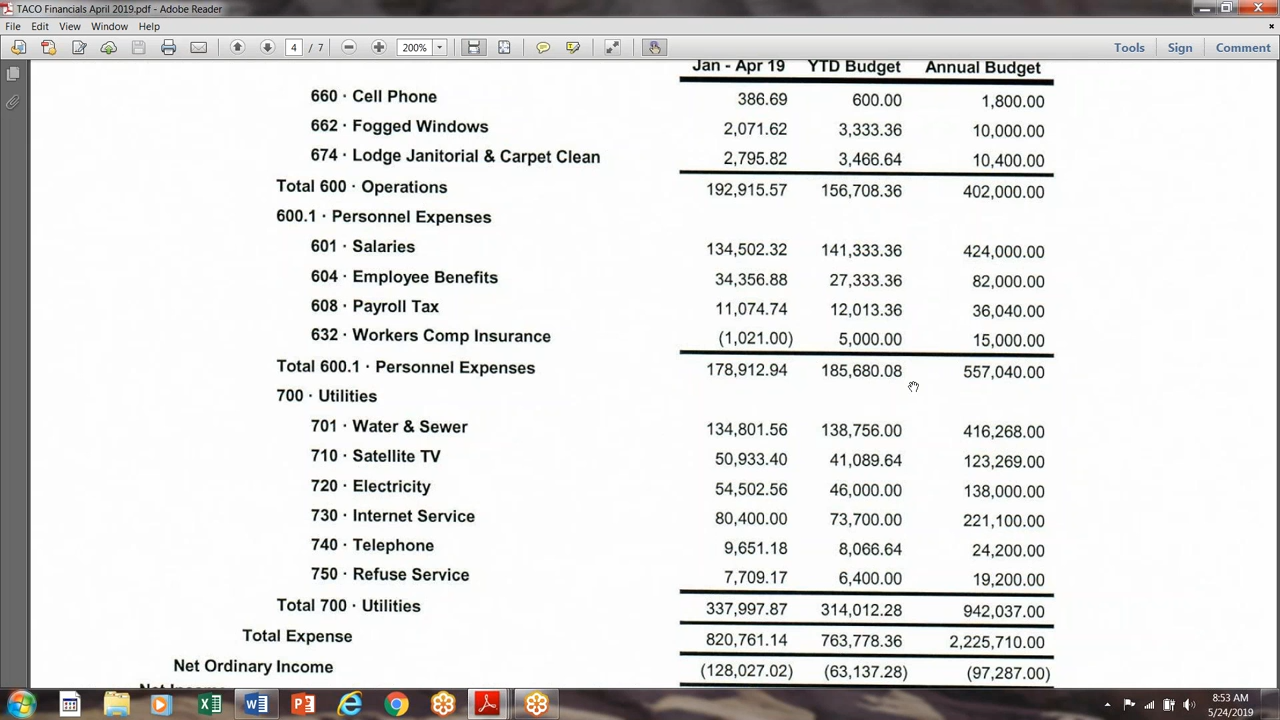 TACO Financials April 2019.pdf - Adobe Reader
File Edit View Window Help
4 / 7 200% Tools Sign Comment
Jan - Apr 19 YTD Budget Annual Budget
660 · Cell Phone 386.69 600.00 1,800.00
662 · Fogged Windows 2,071.62 3,333.36 10,000.00
674 · Lodge Janitorial & Carpet Clean 2,795.82 3,466.64 10,400.00
Total 600 · Operations 192,915.57 156,708.36 402,000.00
600.1 · Personnel Expenses
601 · Salaries 134,502.32 141,333.36 424,000.00
604 · Employee Benefits 34,356.88 27,333.36 82,000.00
608 · Payroll Tax 11,074.74 12,013.36 36,040.00
632 · Workers Comp Insurance (1,021.00) 5,000.00 15,000.00
Total 600.1 · Personnel Expenses 178,912.94 185,680.08 557,040.00
700 · Utilities
701 · Water & Sewer 134,801.56 138,756.00 416,268.00
710 · Satellite TV 50,933.40 41,089.64 123,269.00
720 · Electricity 54,502.56 46,000.00 138,000.00
730 · Internet Service 80,400.00 73,700.00 221,100.00
740 · Telephone 9,651.18 8,066.64 24,200.00
750 · Refuse Service 7,709.17 6,400.00 19,200.00
Total 700 · Utilities 337,997.87 314,012.28 942,037.00
Total Expense 820,761.14 763,778.36 2,225,710.00
Net Ordinary Income (128,027.02) (63,137.28) (97,287.00)
Net Income
8:53 AM
5/24/2019